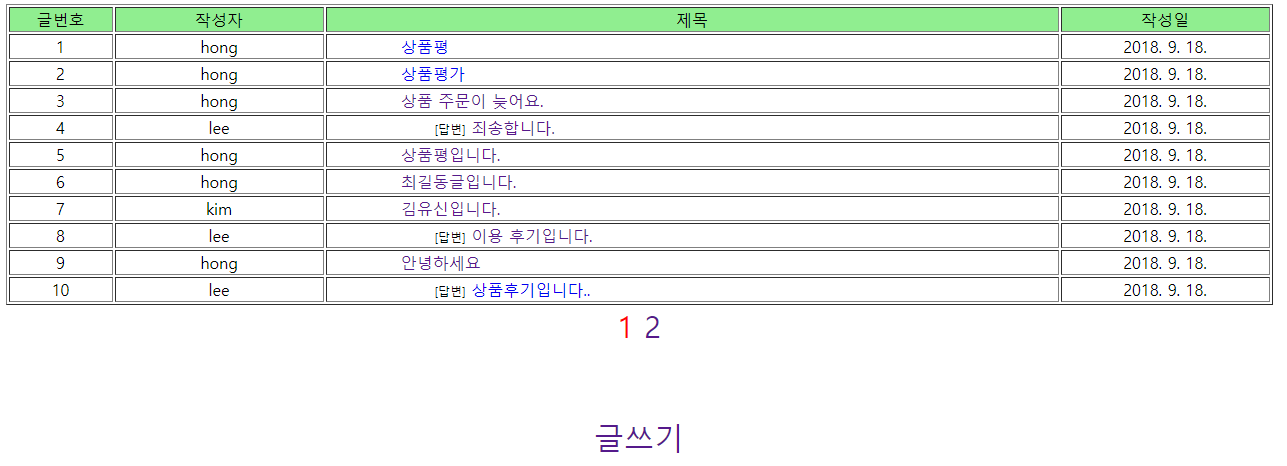 글번호 작성자 제목 작성일
1 hong 상품평 2018. 9. 18.
2 hong 상품평가 2018. 9. 18.
3 hong 상품 주문이 늦어요. 2018. 9. 18.
4 lee [답변] 죄송합니다. 2018. 9. 18.
5 hong 상품평입니다. 2018. 9. 18.
6 hong 최길동글입니다. 2018. 9. 18.
7 kim 김유신입니다. 2018. 9. 18.
8 lee [답변] 이용 후기입니다. 2018. 9. 18.
9 hong 안녕하세요 2018. 9. 18.
10 lee [답변] 상품후기입니다.. 2018. 9. 18.
1 2
글쓰기